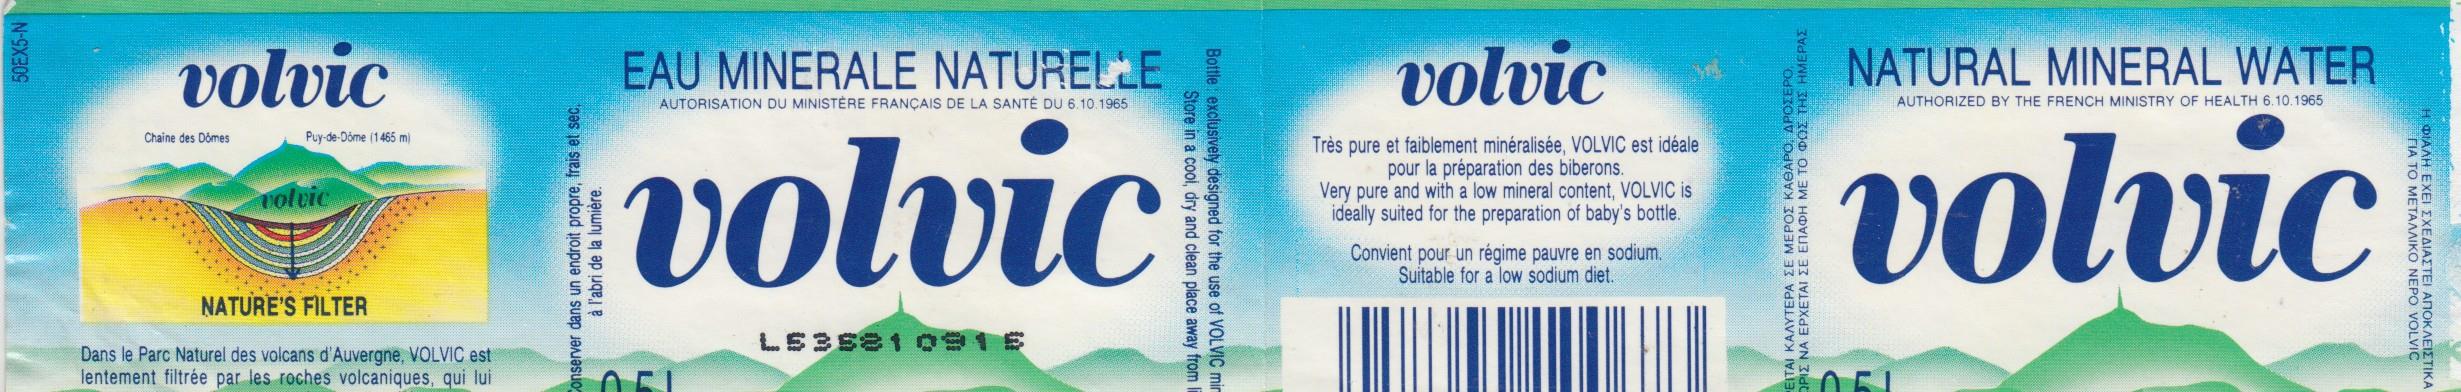 50EX5-N
volvic
Chaîne des Dômes
Puy-de-Dôme (1465 m)
volvic
NATURE'S FILTER
Dans le Parc Naturel des volcans d'Auvergne, VOLVIC est
lentement filtrée par les roches volcaniques, qui lui
dans un endroit propre, frais et sec,
à l'abri de la lumière.
EAU MINERALE NATURELLE
AUTORISATION DU MINISTÈRE FRANÇAIS DE LA SANTÉ DU 6.10.1965
volvic
0,5L
Bottle : exclusively designed for the use of VOLVIC
Store in a cool, dry and clean place away from
volvic
Très pure et faiblement minéralisée, VOLVIC est idéale
pour la préparation des biberons.
Very pure and with a low mineral content, VOLVIC is
ideally suited for the preparation of baby's bottle.
Convient pour un régime pauvre en sodium.
Suitable for a low sodium diet.
ΚΑΛΥΤΕΡΑ ΣΕ ΜΕΡΟΣ ΚΑΘΑΡΟ, ΔΡΟΣΕΡΟ,
ΝΑ ΕΡΧΕΤΑΙ ΣΕ ΕΠΑΦΗ ΜΕ ΤΟ ΦΩΣ ΤΗΣ ΗΜΕΡΑΣ
NATURAL MINERAL WATER
AUTHORIZED BY THE FRENCH MINISTRY OF HEALTH 6.10.1965
volvic
0,5L
Η ΦΙΑΛΗ ΕΧΕΙ ΣΧΕΔΙΑΣΤΕΙ ΑΠΟΚΛΕΙΣΤΙΚΑ
ΓΙΑ ΤΟ ΜΕΤΑΛΛΙΚΟ ΝΕΡΟ VOLVIC